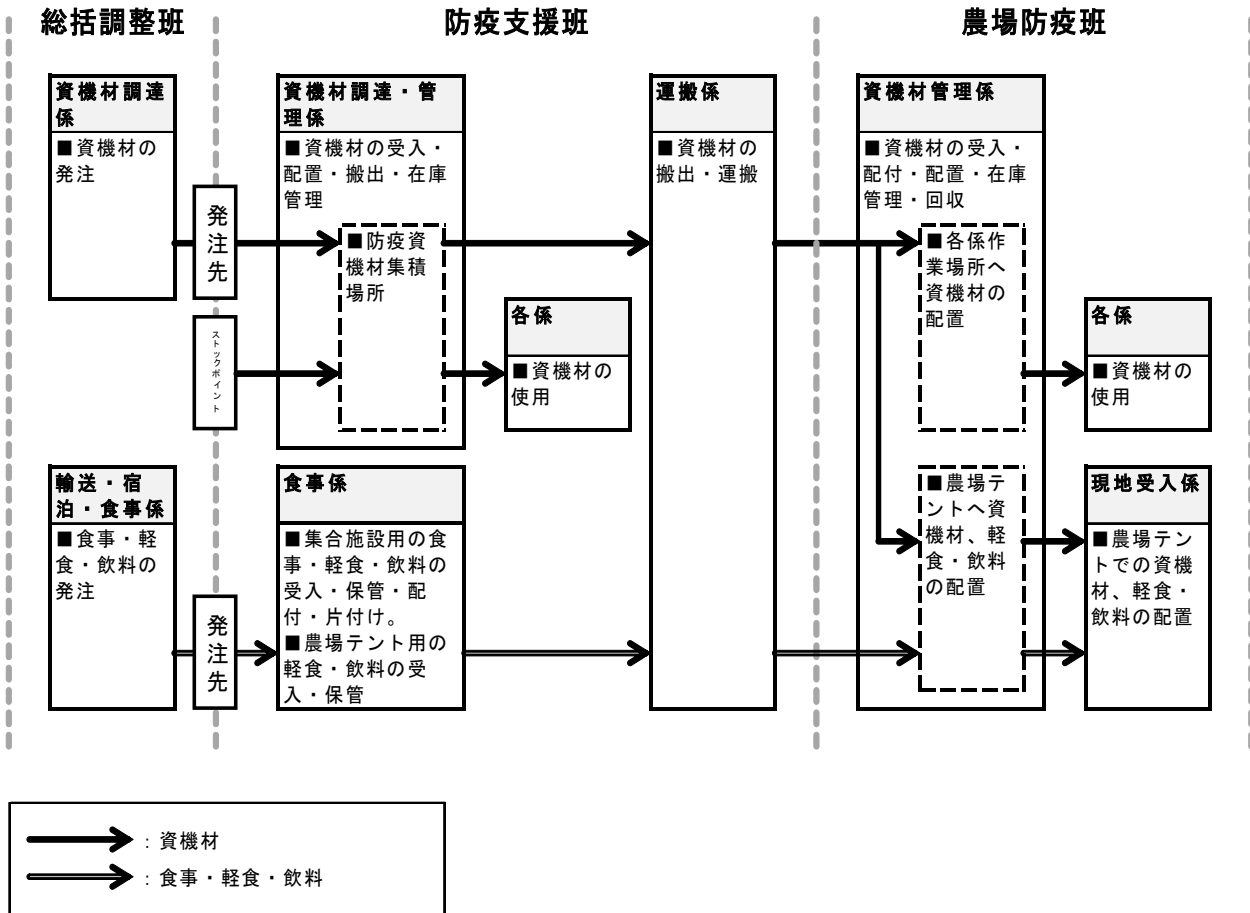 総括調整班
防疫支援班
農場防疫班
資機材調達
係
■資機材の
発注
発注先
ストックポイント
資機材調達・管
理係
■資機材の受入・
配置・搬出・在庫
管理
■防疫資
機材集積
場所
各係
■資機材の
使用
運搬係
■資機材の
搬出・運搬
資機材管理係
■資機材の受入・
配付・配置・在庫
管理・回収
■各係作
業場所へ
資機材の
配置
各係
■資機材の
使用
輸送・宿
泊・食事係
■食事・軽
食・飲料の
発注
発注先
食事係
■集合施設用の食
事・軽食・飲料の
受入・保管・配
付・片付け。
■農場テント用の
軽食・飲料の受
入・保管
■農場テ
ントへ資
機材、軽
食・飲料
の配置
現地受入係
■農場テン
トでの資機
材、軽食・
飲料の配置
：資機材
：食事・軽食・飲料